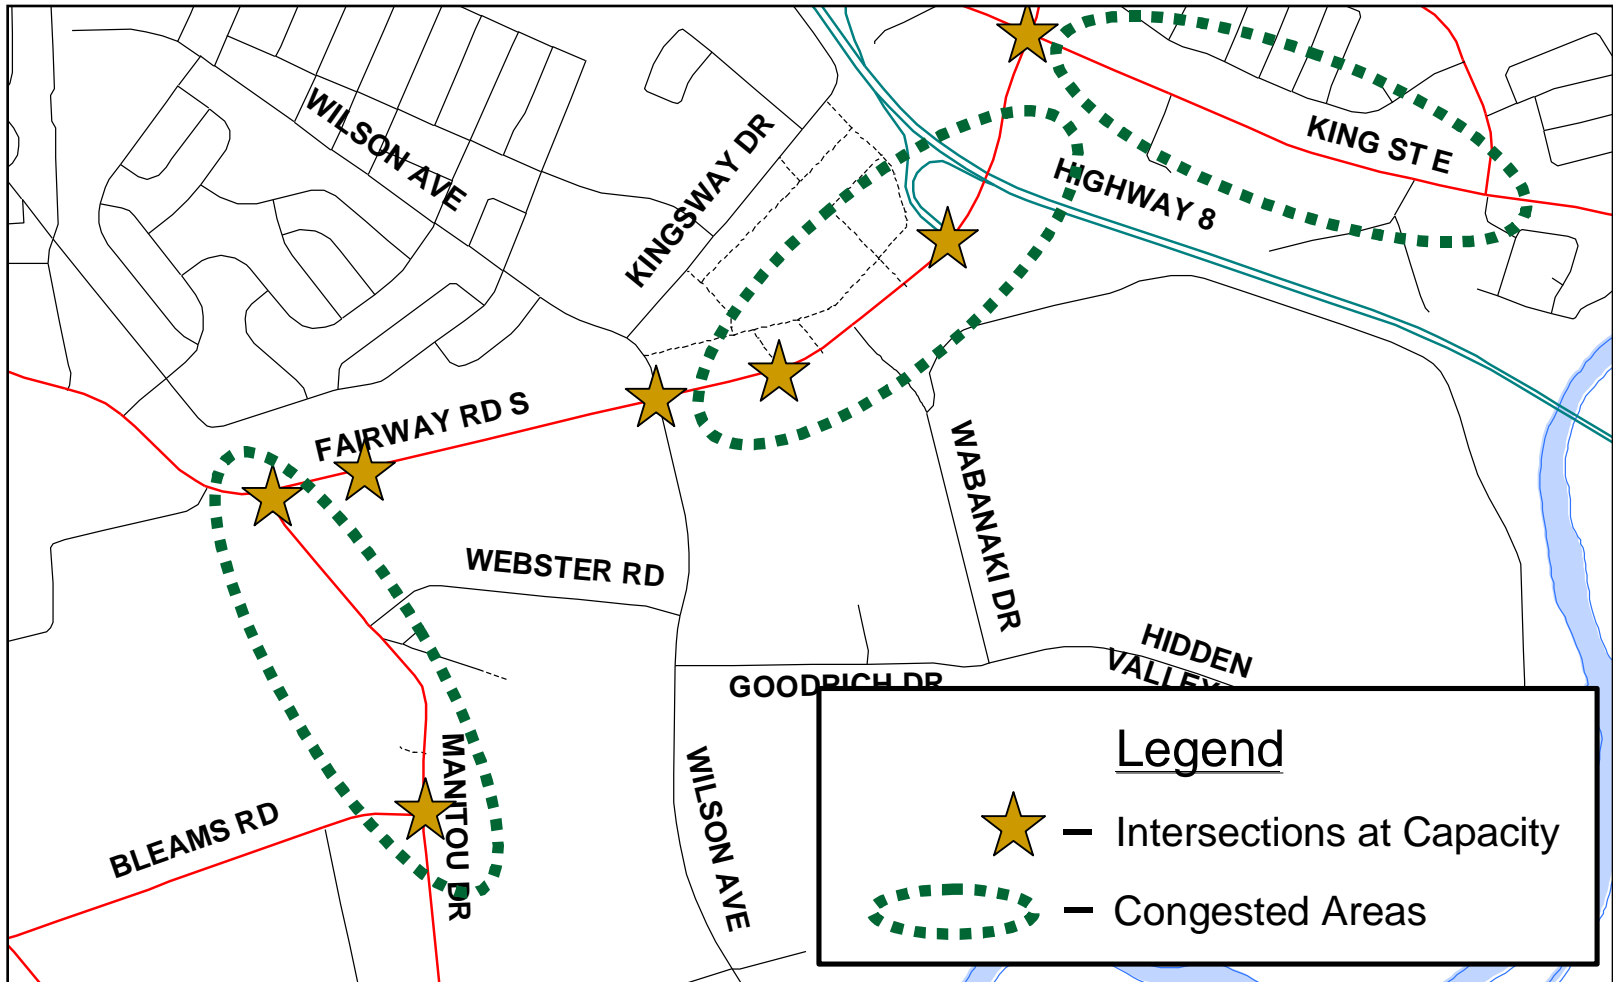 WILSON AVE
KINGSWAY DR
KING ST E
HIGHWAY 8
FAIRWAY RD S
WABANAKI DR
WEBSTER RD
HIDDEN
VALLEY
GOODRICH DR
MANITOU DR
WILSON AVE
BLEAMS RD
Legend
– Intersections at Capacity
– Congested Areas